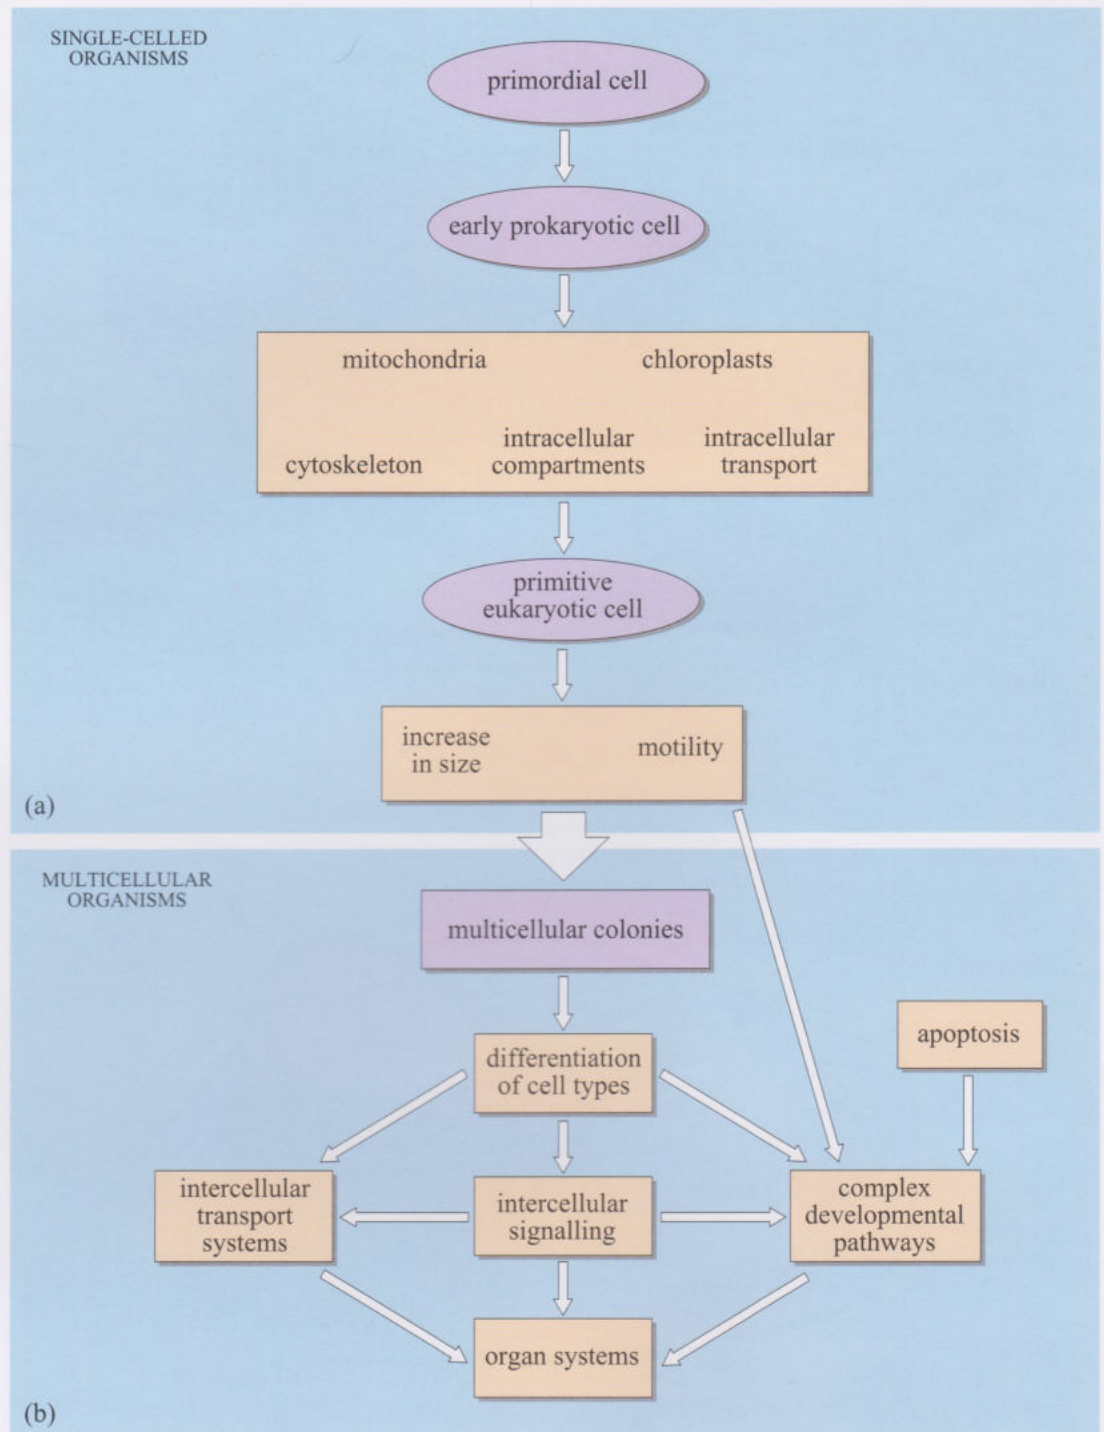 SINGLE-CELLED
ORGANISMS
primordial cell
early prokaryotic cell
mitochondria
chloroplasts
cytoskeleton
intracellular
compartments
intracellular
transport
primitive
eukaryotic cell
increase
in size
motility
(a)
MULTICELLULAR
ORGANISMS
multicellular colonies
differentiation
of cell types
apoptosis
intercellular
transport
systems
intercellular
signalling
complex
developmental
pathways
organ systems
(b)